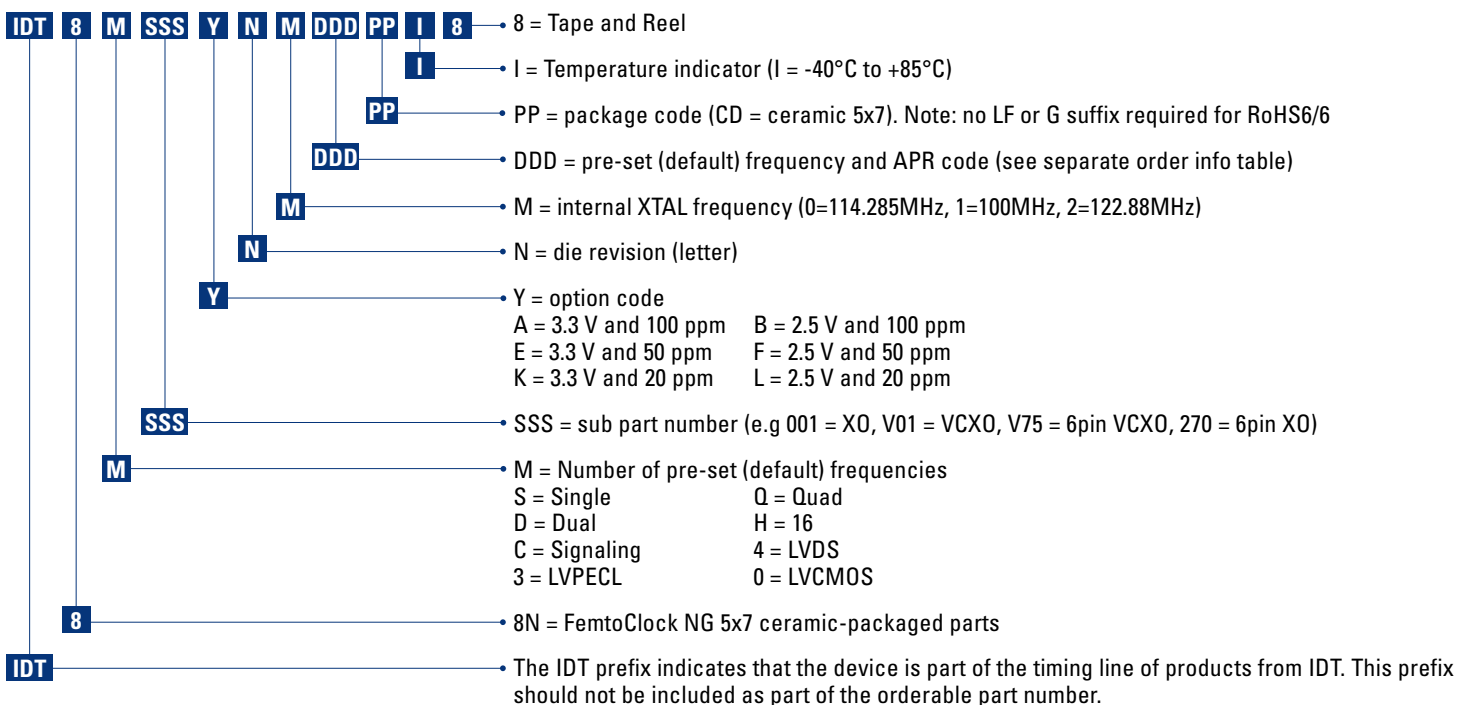 IDT 8 M SSS Y N M DDD PP I 8 • 8 = Tape and Reel
I • I = Temperature indicator (I = -40°C to +85°C)
PP • PP = package code (CD = ceramic 5x7). Note: no LF or G suffix required for RoHS6/6
DDD • DDD = pre-set (default) frequency and APR code (see separate order info table)
M • M = internal XTAL frequency (0=114.285MHz, 1=100MHz, 2=122.88MHz)
N • N = die revision (letter)
Y • Y = option code
A = 3.3 V and 100 ppm B = 2.5 V and 100 ppm
E = 3.3 V and 50 ppm F = 2.5 V and 50 ppm
K = 3.3 V and 20 ppm L = 2.5 V and 20 ppm
SSS • SSS = sub part number (e.g 001 = XO, V01 = VCXO, V75 = 6pin VCXO, 270 = 6pin XO)
M • M = Number of pre-set (default) frequencies
S = Single Q = Quad
D = Dual H = 16
C = Signaling 4 = LVDS
3 = LVPECL 0 = LVCMOS
8 • 8N = FemtoClock NG 5x7 ceramic-packaged parts
IDT • The IDT prefix indicates that the device is part of the timing line of products from IDT. This prefix
should not be included as part of the orderable part number.